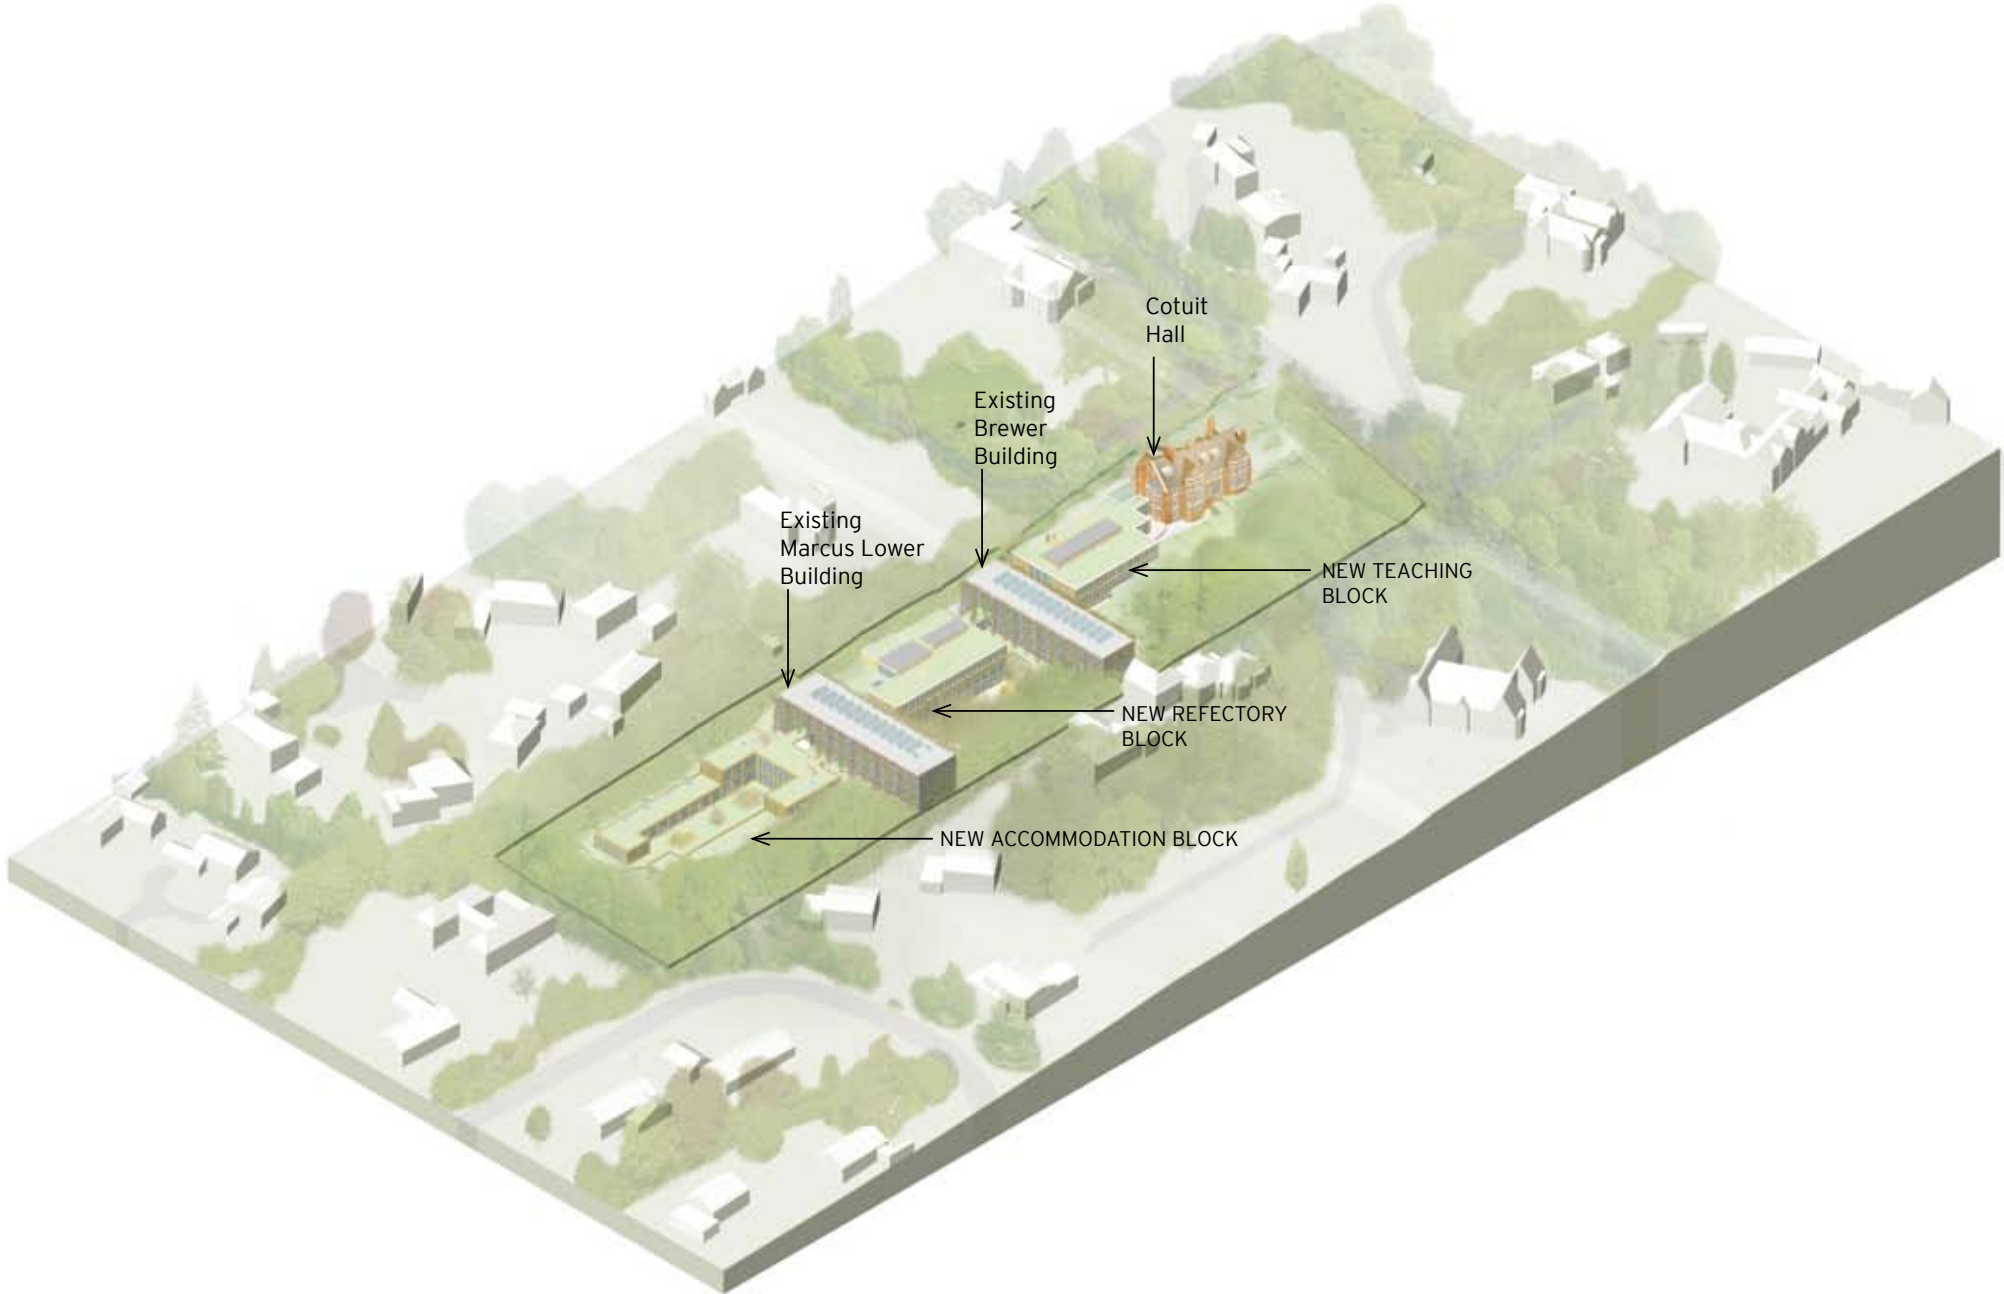 Cotuit
Hall
Existing
Brewer
Building
Existing
Marcus Lower
Building
NEW TEACHING
BLOCK
NEW REFECTORY
BLOCK
NEW ACCOMMODATION BLOCK